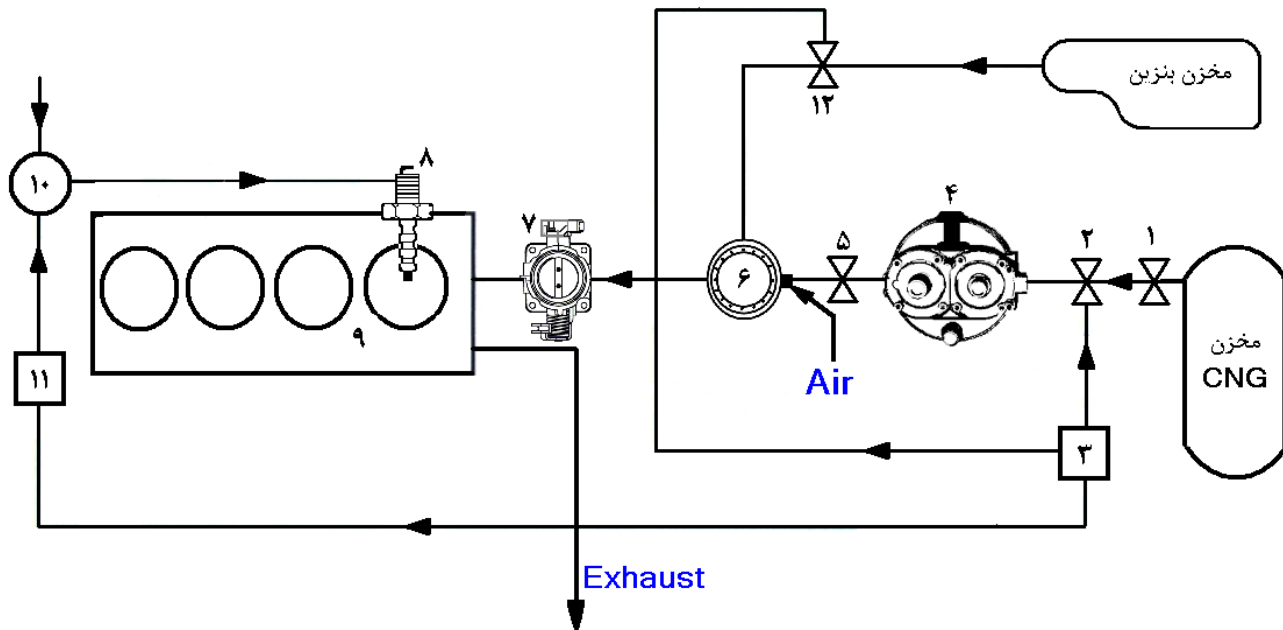 مخزن بنزین
۱۲
۸
۱۰
۴
۷
۲
۱
۵
۶
مخزن
CNG
۹
۱۱
Air
۳
Exhaust